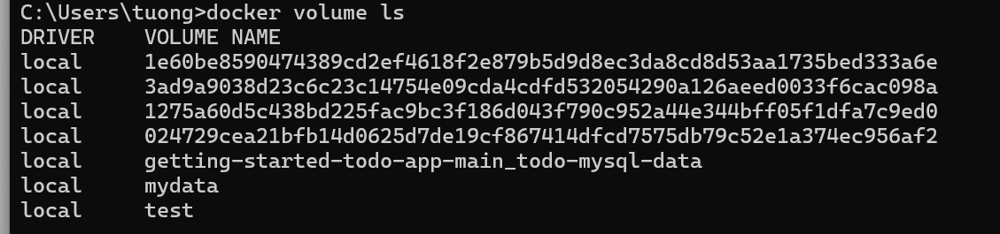 C:\Users\tuong>docker volume ls
DRIVER    VOLUME NAME
local     1e60be8590474389cd2ef4618f2e879b5d9d8ec3da8cd8d53aa1735bed333a6e
local     3ad9a9038d23c6c23c14754e09cda4cdfd532054290a126aeed0033f6cac098a
local     1275a60d5c438bd225fac9bc3f186d043f790c952a44e344bff05f1dfa7c9ed0
local     024729cea21bfb14d0625d7de19cf867414dfcd7575db79c52e1a374ec956af2
local     getting-started-todo-app-main_todo-mysql-data
local     mydata
local     test